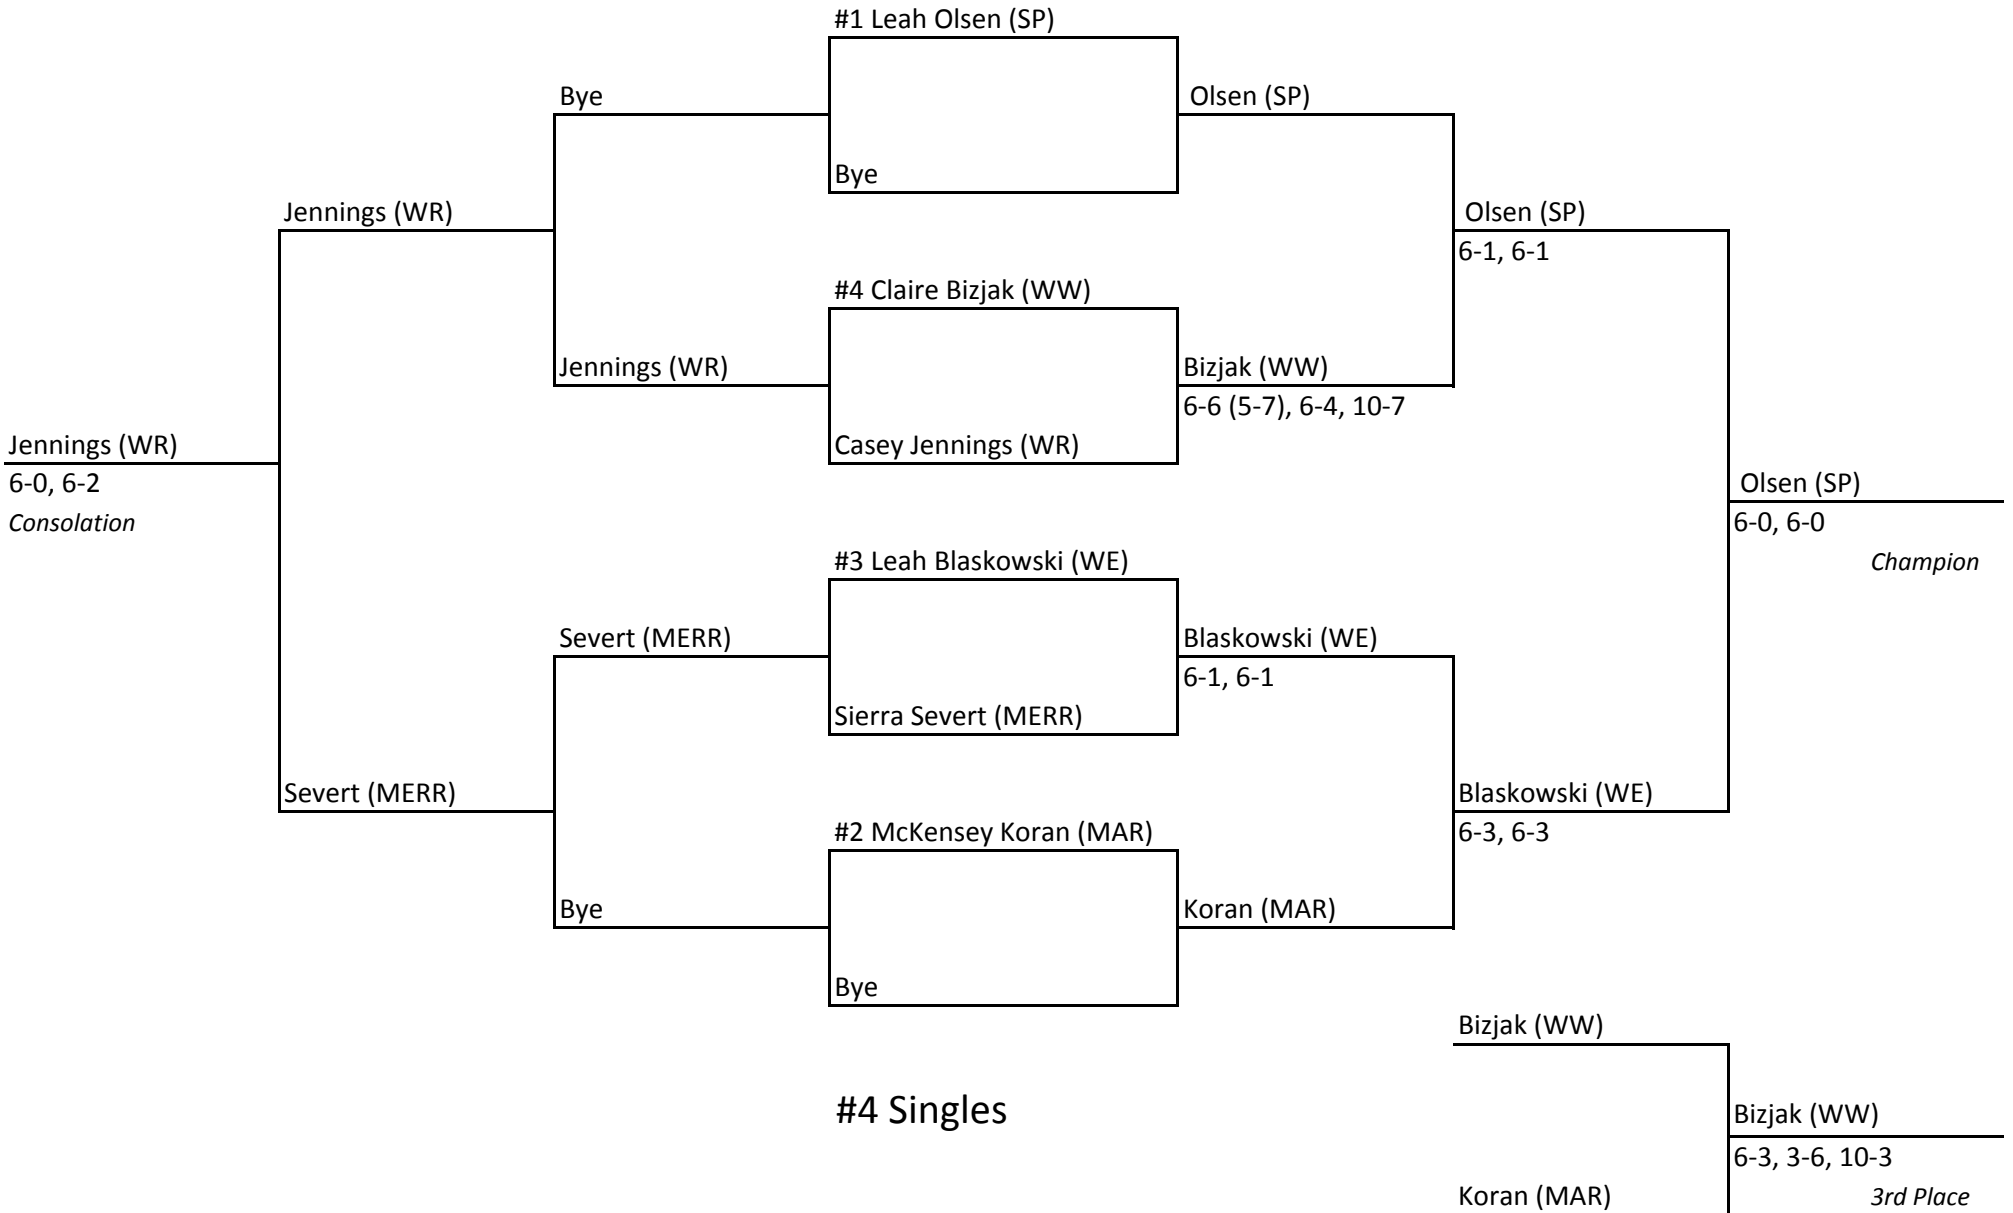 #1 Leah Olsen (SP)
Bye
Olsen (SP)
Bye
Jennings (WR)
Olsen (SP)
6-1, 6-1
#4 Claire Bizjak (WW)
Jennings (WR)
Bizjak (WW)
6-6 (5-7), 6-4, 10-7
Jennings (WR)
Casey Jennings (WR)
6-0, 6-2
Olsen (SP)
Consolation
6-0, 6-0
#3 Leah Blaskowski (WE)
Champion
Severt (MERR)
Blaskowski (WE)
6-1, 6-1
Sierra Severt (MERR)
Severt (MERR)
Blaskowski (WE)
#2 McKensey Koran (MAR)
6-3, 6-3
Bye
Koran (MAR)
Bye
Bizjak (WW)
#4 Singles
Bizjak (WW)
6-3, 3-6, 10-3
Koran (MAR)
3rd Place